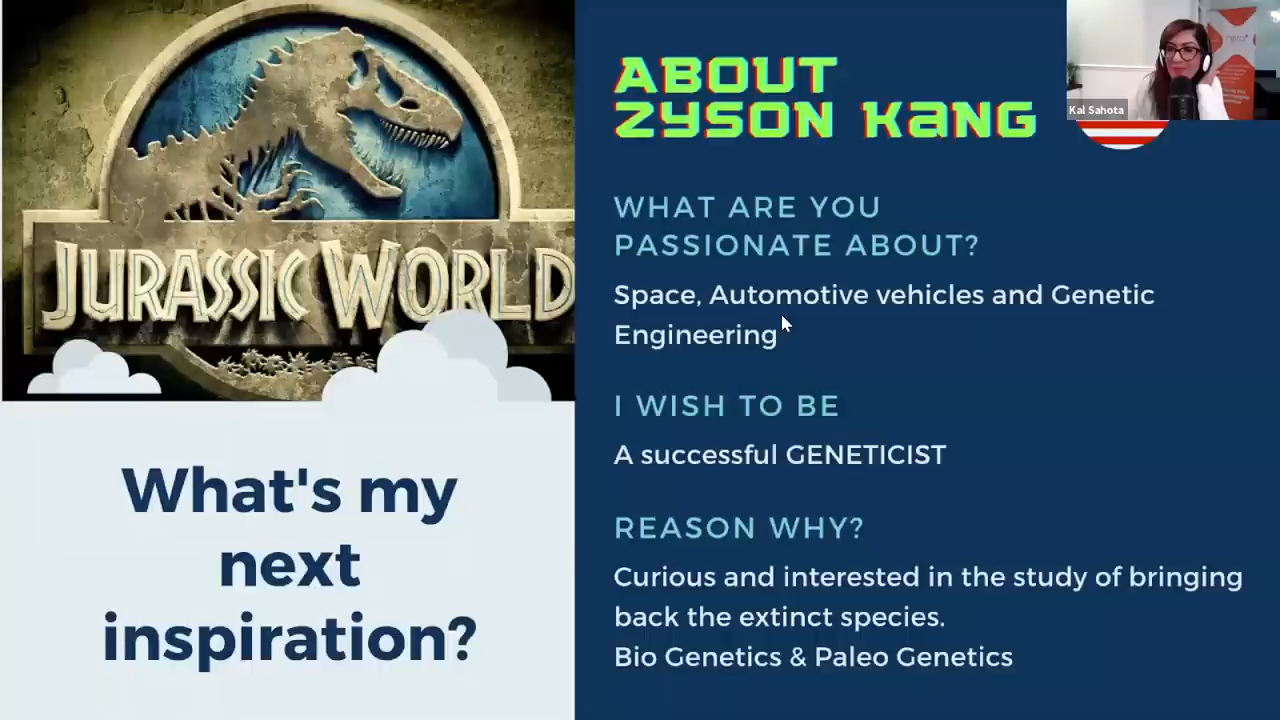 JURASSIC WORLD
What's my
next
inspiration?
ABOUT
ZYSON KANG
WHAT ARE YOU
PASSIONATE ABOUT?
Space, Automotive vehicles and Genetic
Engineering
I WISH TO BE
A successful GENETICIST
REASON WHY?
Curious and interested in the study of bringing
back the extinct species.
Bio Genetics & Paleo Genetics
Kal Sahota